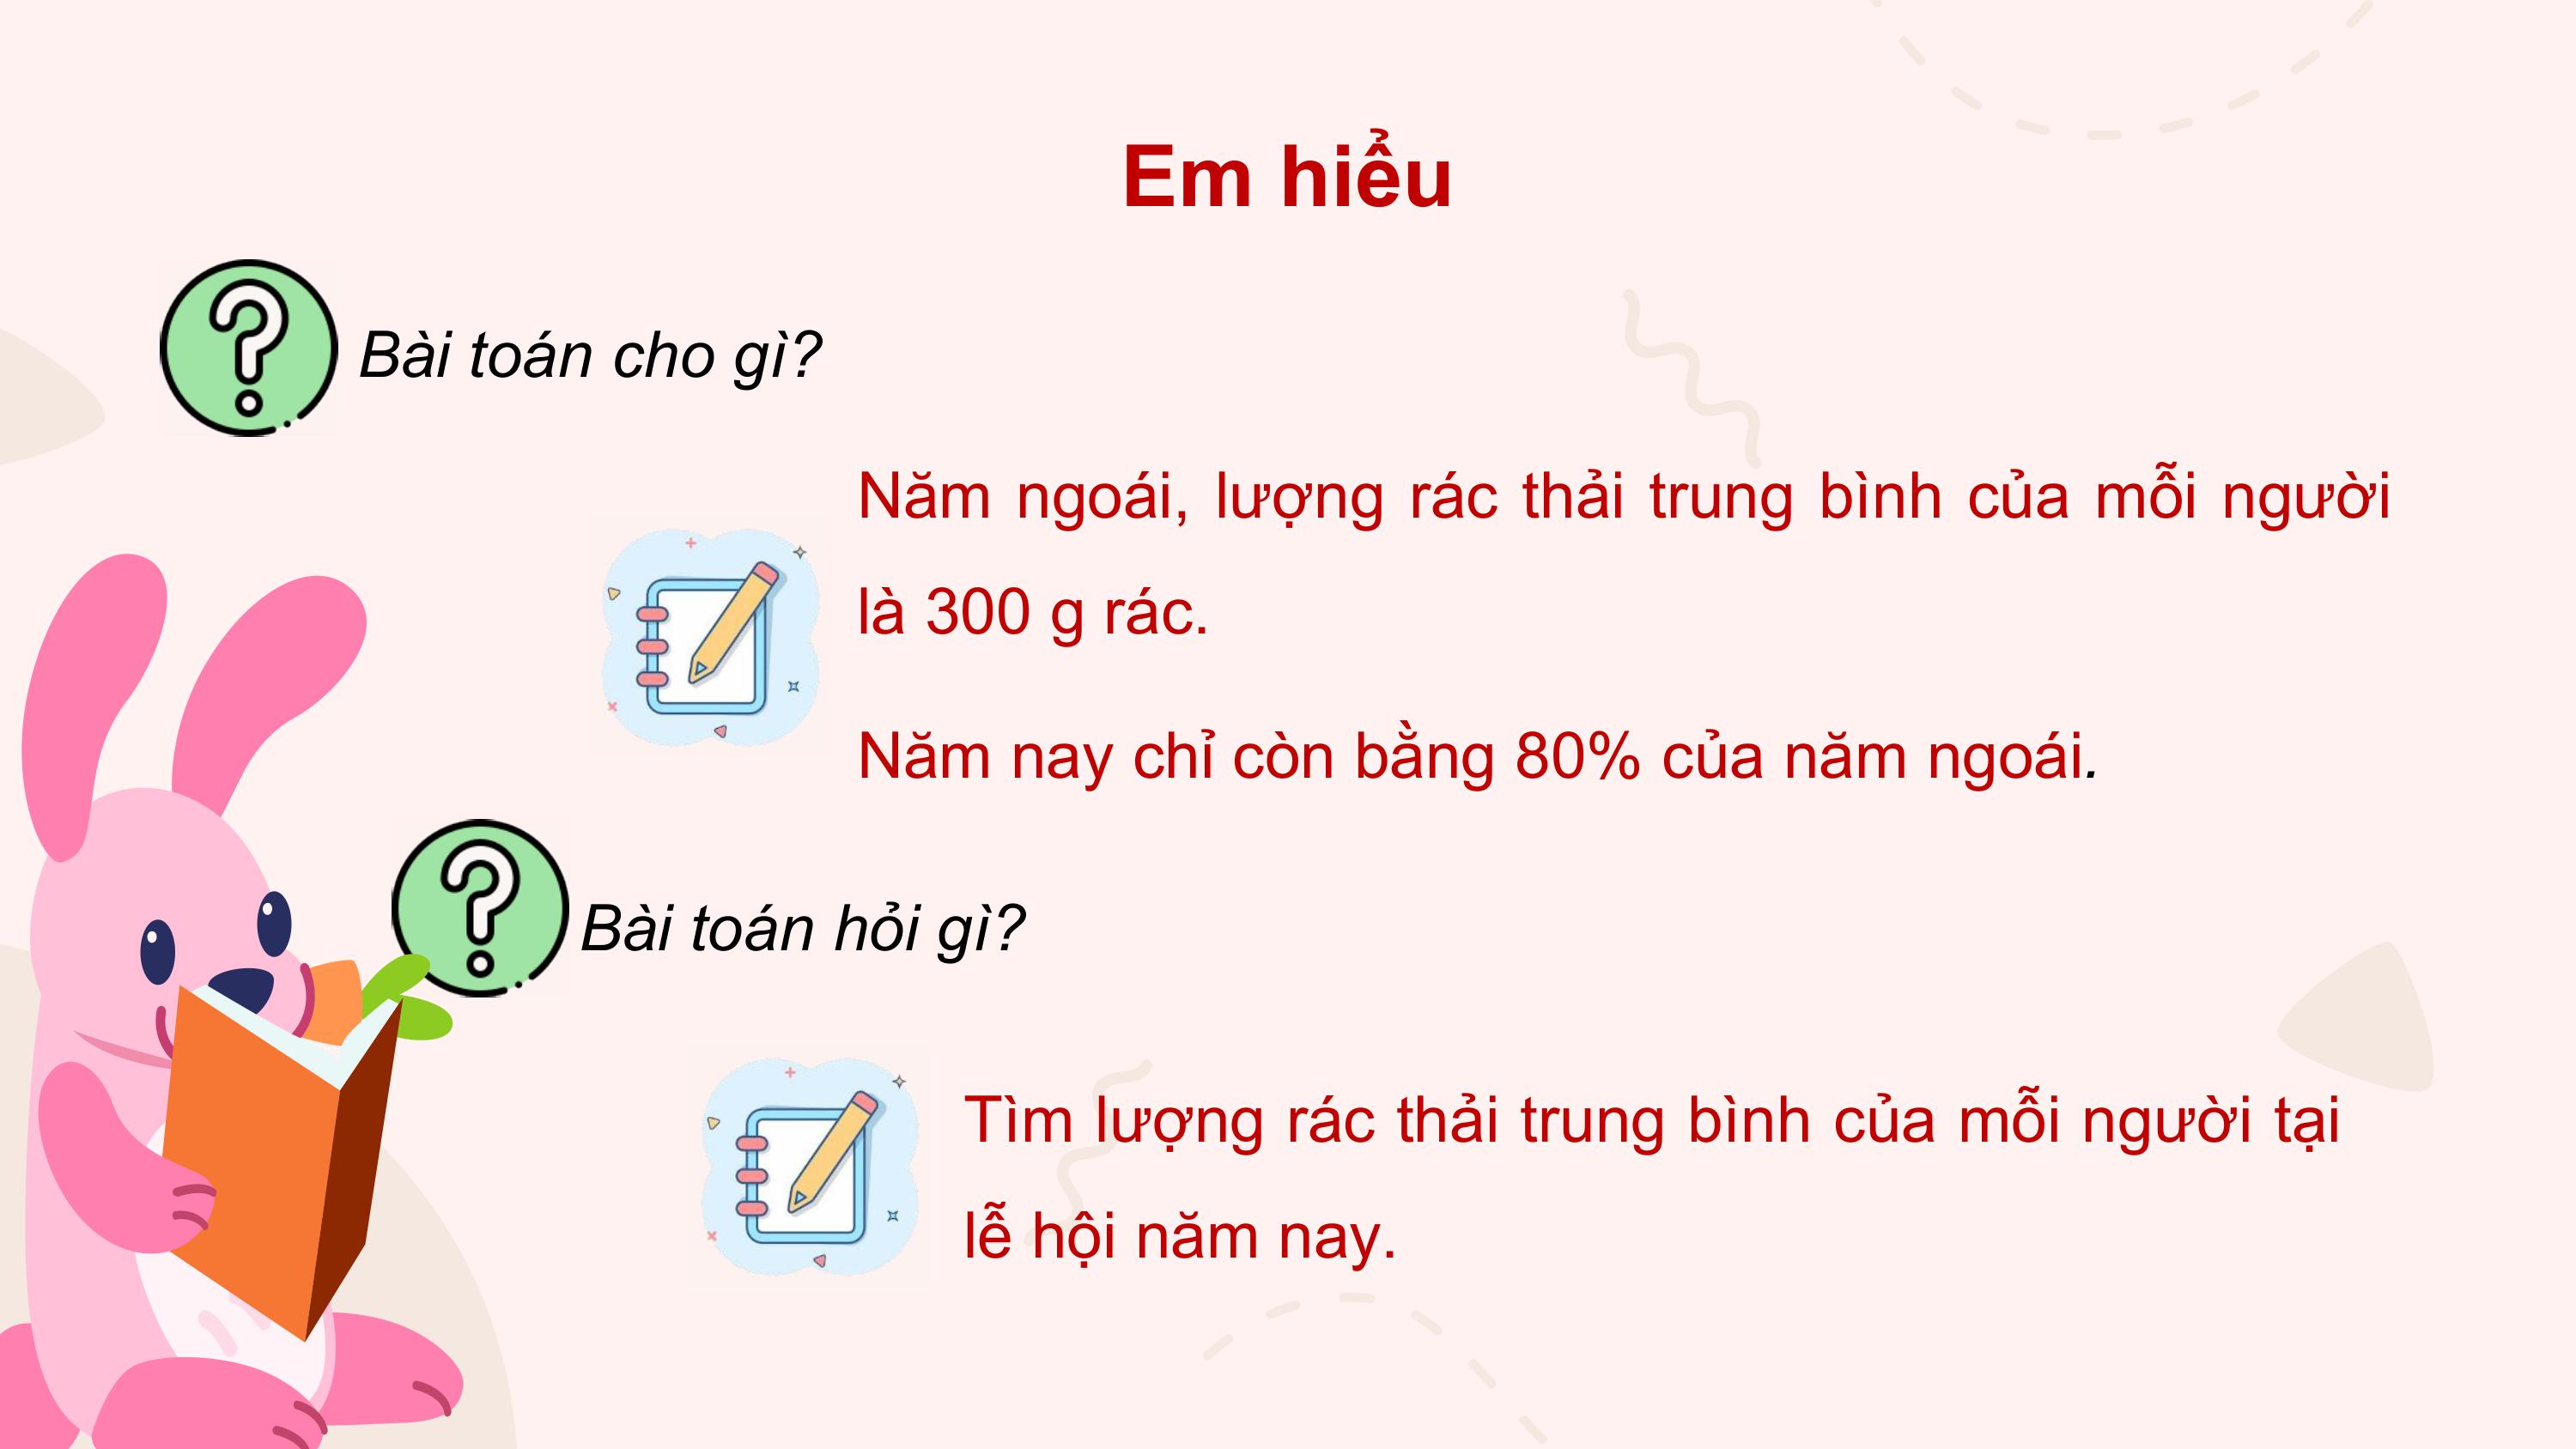 Em hiểu
Bài toán cho gì?
Năm ngoái, lượng rác thải trung bình của mỗi người
là 300 g rác.
Năm nay chỉ còn bằng 80% của năm ngoái.
Bài toán hỏi gì?
Tìm lượng rác thải trung bình của mỗi người tại
lễ hội năm nay.